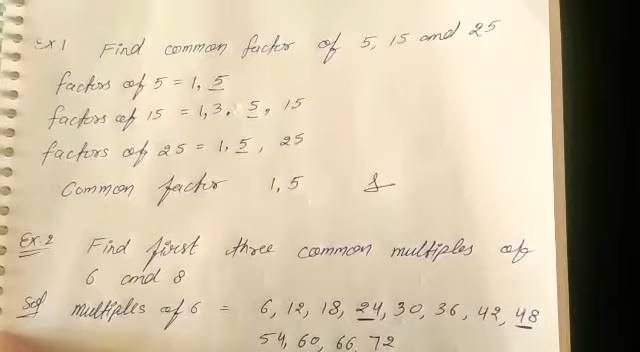 Ex 1 Find common factor of 5, 15 and 25
factors of 5 = 1, 5
factors of 15 = 1, 3, 5, 15
factors of 25 = 1, 5, 25
Common factor 1, 5
Ex. 2 Find first three common multiples of
6 and 8
Sol multiples of 6 = 6, 12, 18, 24, 30, 36, 42, 48
54, 60, 66, 72